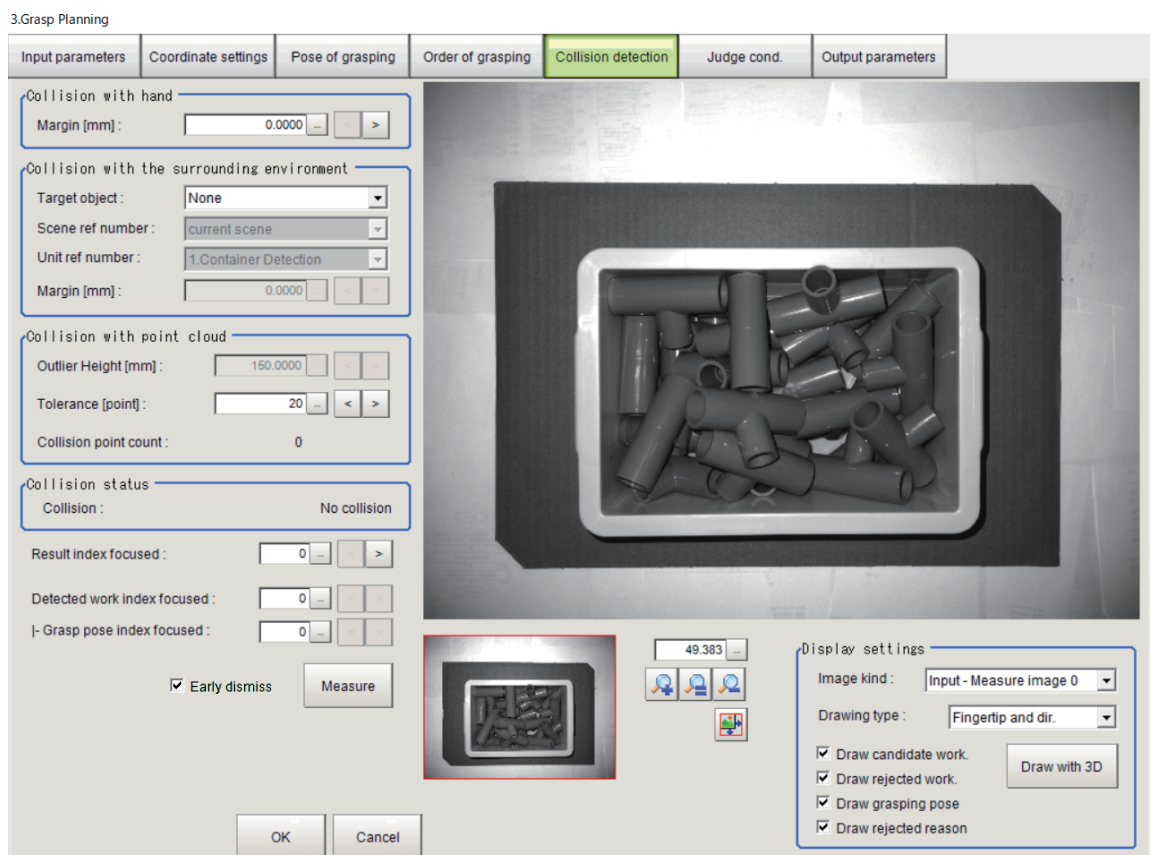 3.Grasp Planning
Input parameters Coordinate settings Pose of grasping Order of grasping Collision detection Judge cond. Output parameters
Collision with hand
Margin [mm] : 0.0000 ... < >
Collision with the surrounding environment
Target object : None
Scene ref number : current scene
Unit ref number : 1.Container Detection
Margin [mm] : 0.0000 ... < >
Collision with point cloud
Outlier Height [mm] : 150.0000 ... < >
Tolerance [point] : 20 ... < >
Collision point count : 0
Collision status
Collision : No collision
Result index focused : 0 ... < >
Detected work index focused : 0 ... < >
|- Grasp pose index focused : 0 ... < >
Early dismiss Measure
OK Cancel
49.383 ...
Display settings
Image kind : Input - Measure image 0
Drawing type : Fingertip and dir.
Draw candidate work.
Draw rejected work.
Draw grasping pose
Draw rejected reason
Draw with 3D